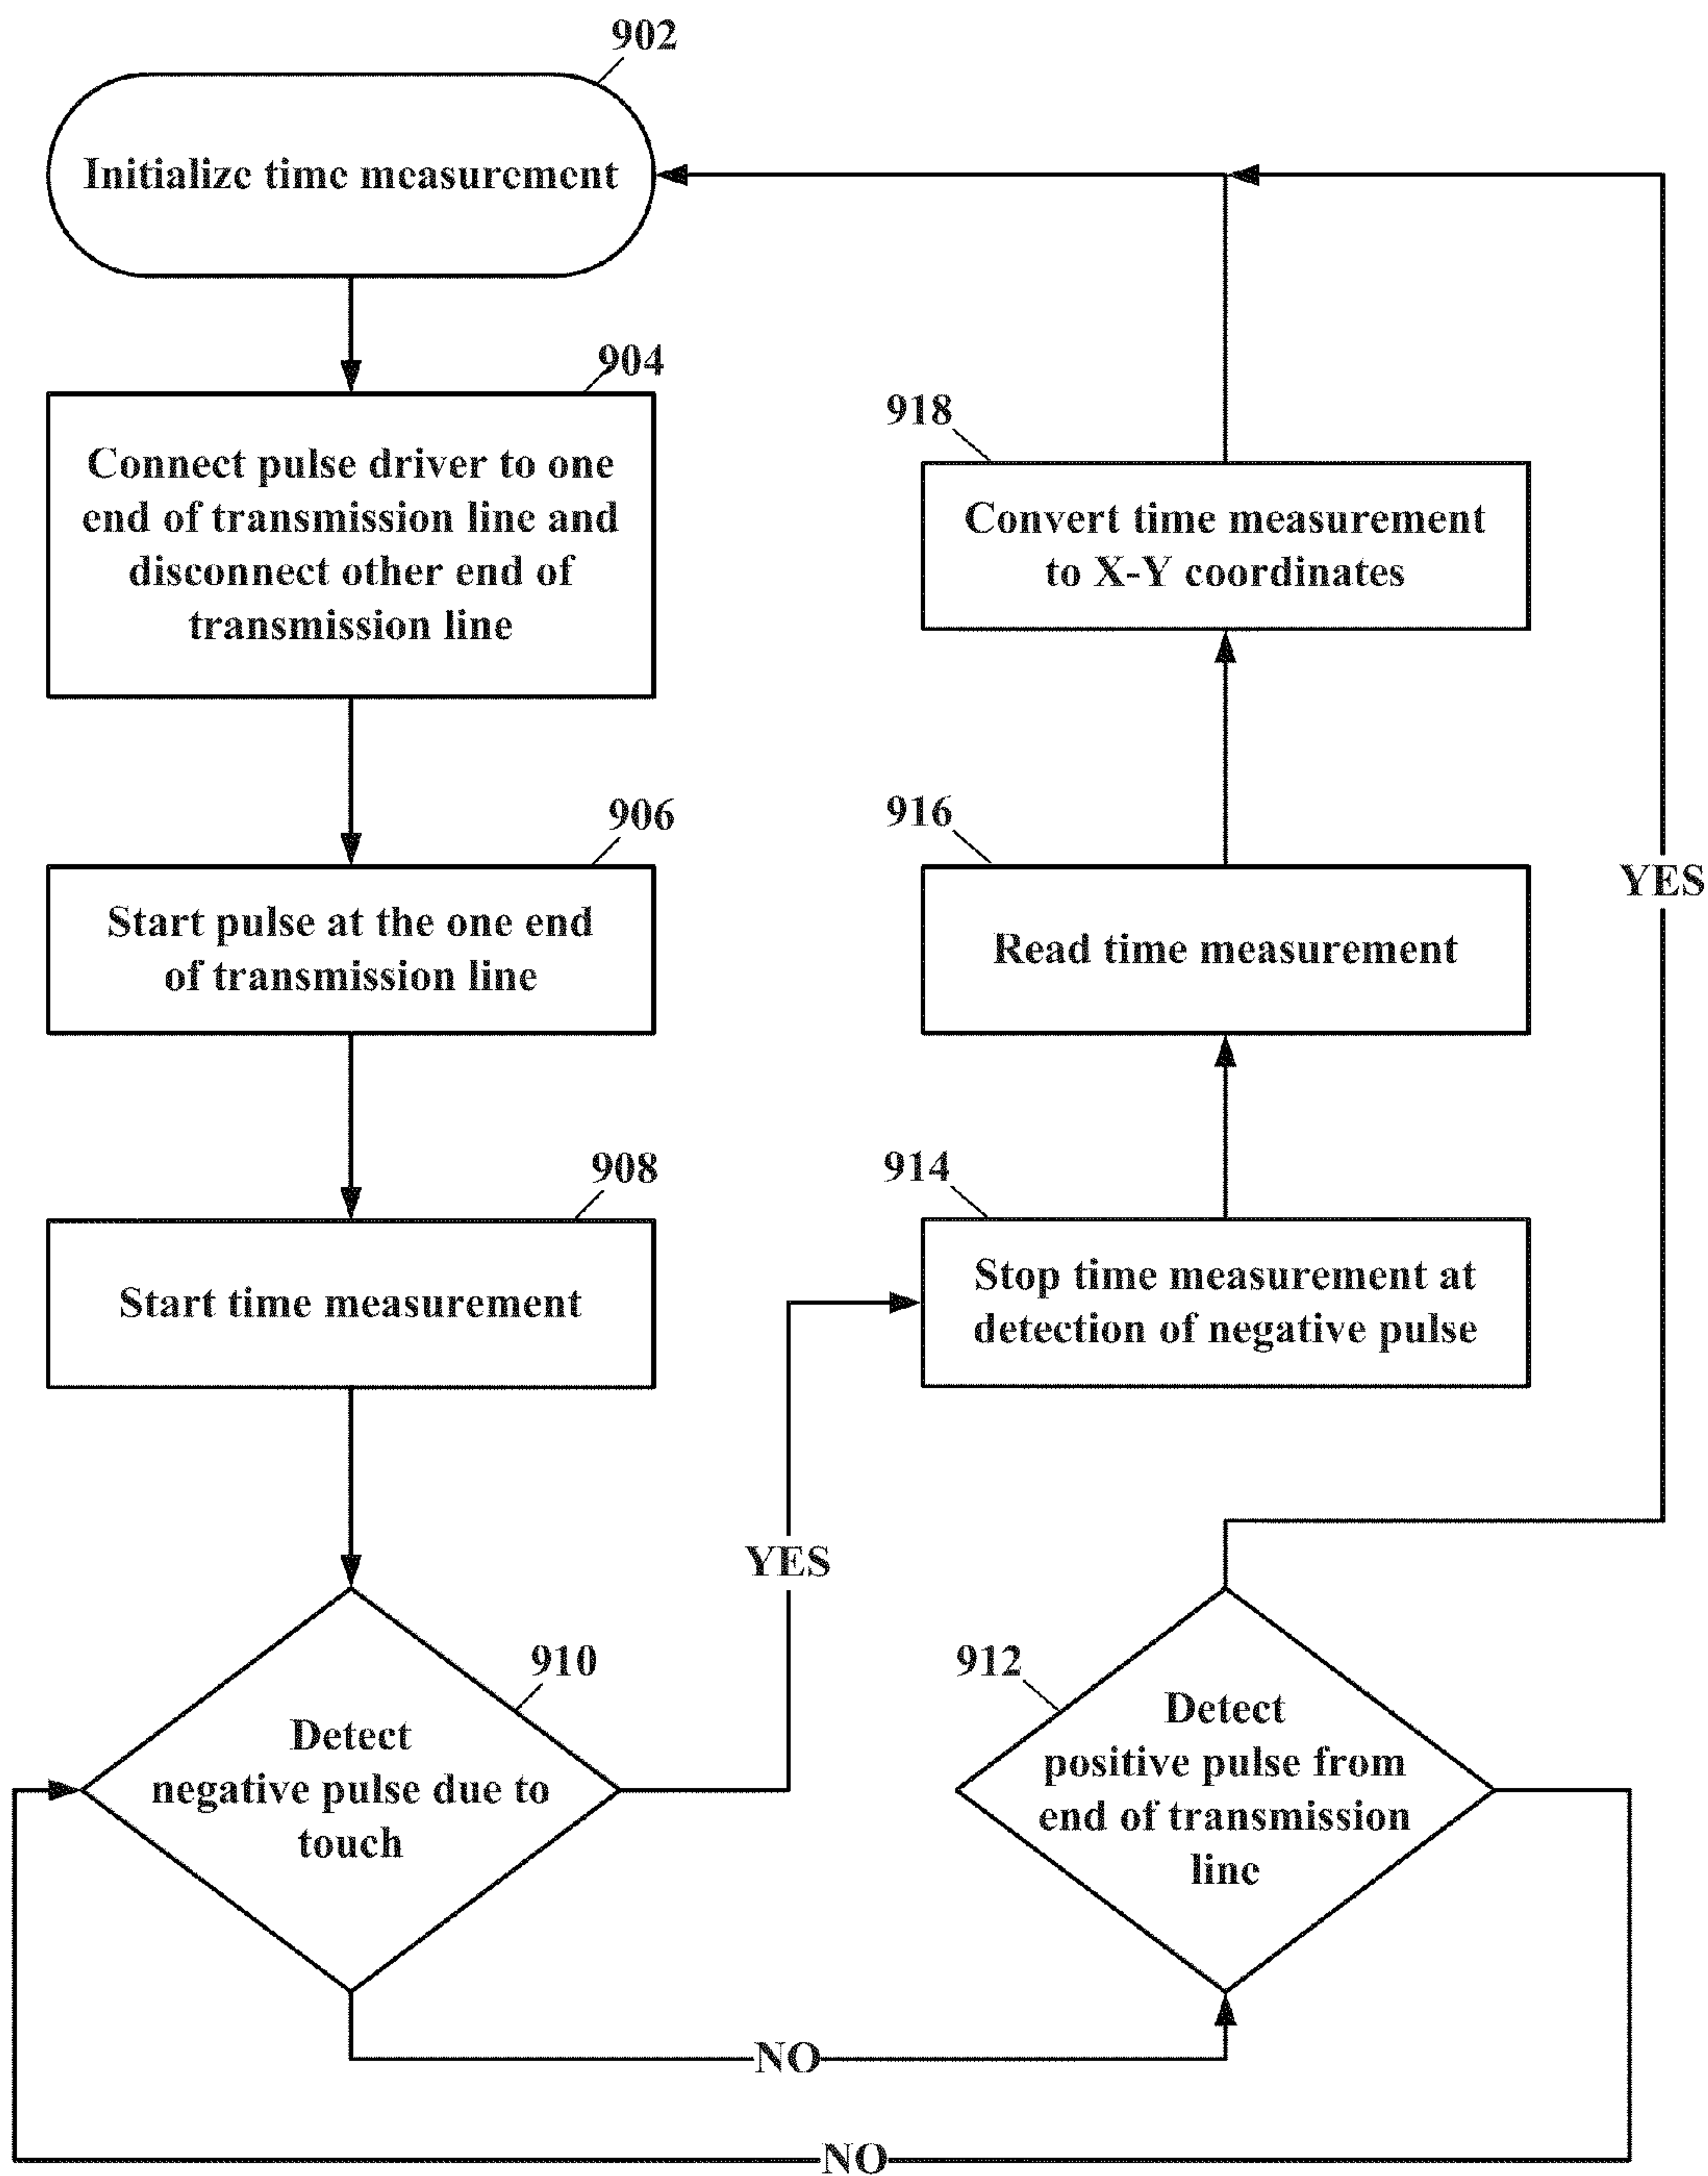 902
Initialize time measurement
904
Connect pulse driver to one
end of transmission line and
disconnect other end of
transmission line
906
Start pulse at the one end
of transmission line
908
Start time measurement
910
Detect
negative pulse due to
touch
YES
NO
912
Detect
positive pulse from
end of transmission
line
NO
YES
914
Stop time measurement at
detection of negative pulse
916
Read time measurement
918
Convert time measurement
to X-Y coordinates